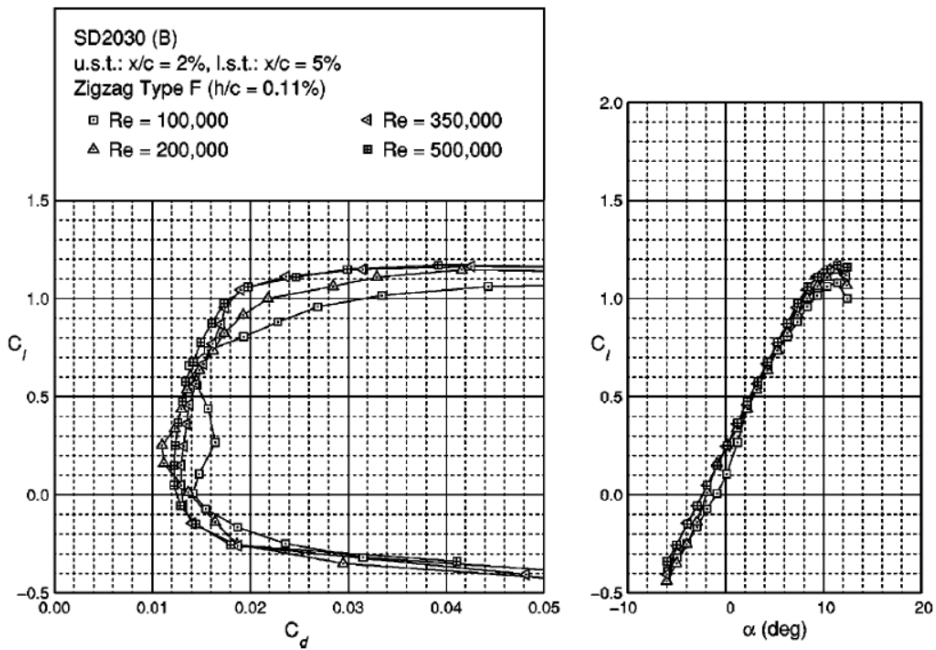 SD2030 (B)
u.s.t.: x/c = 2%, l.s.t.: x/c = 5%
Zigzag Type F (h/c = 0.11%)
Re = 100,000
Re = 350,000
Re = 200,000
Re = 500,000
1.5
1.0
0.5
0.0
−0.5
C_l
0.00
0.01
0.02
0.03
0.04
0.05
C_d
2.0
1.5
1.0
0.5
0.0
−0.5
C_l
−10
0
10
20
α (deg)